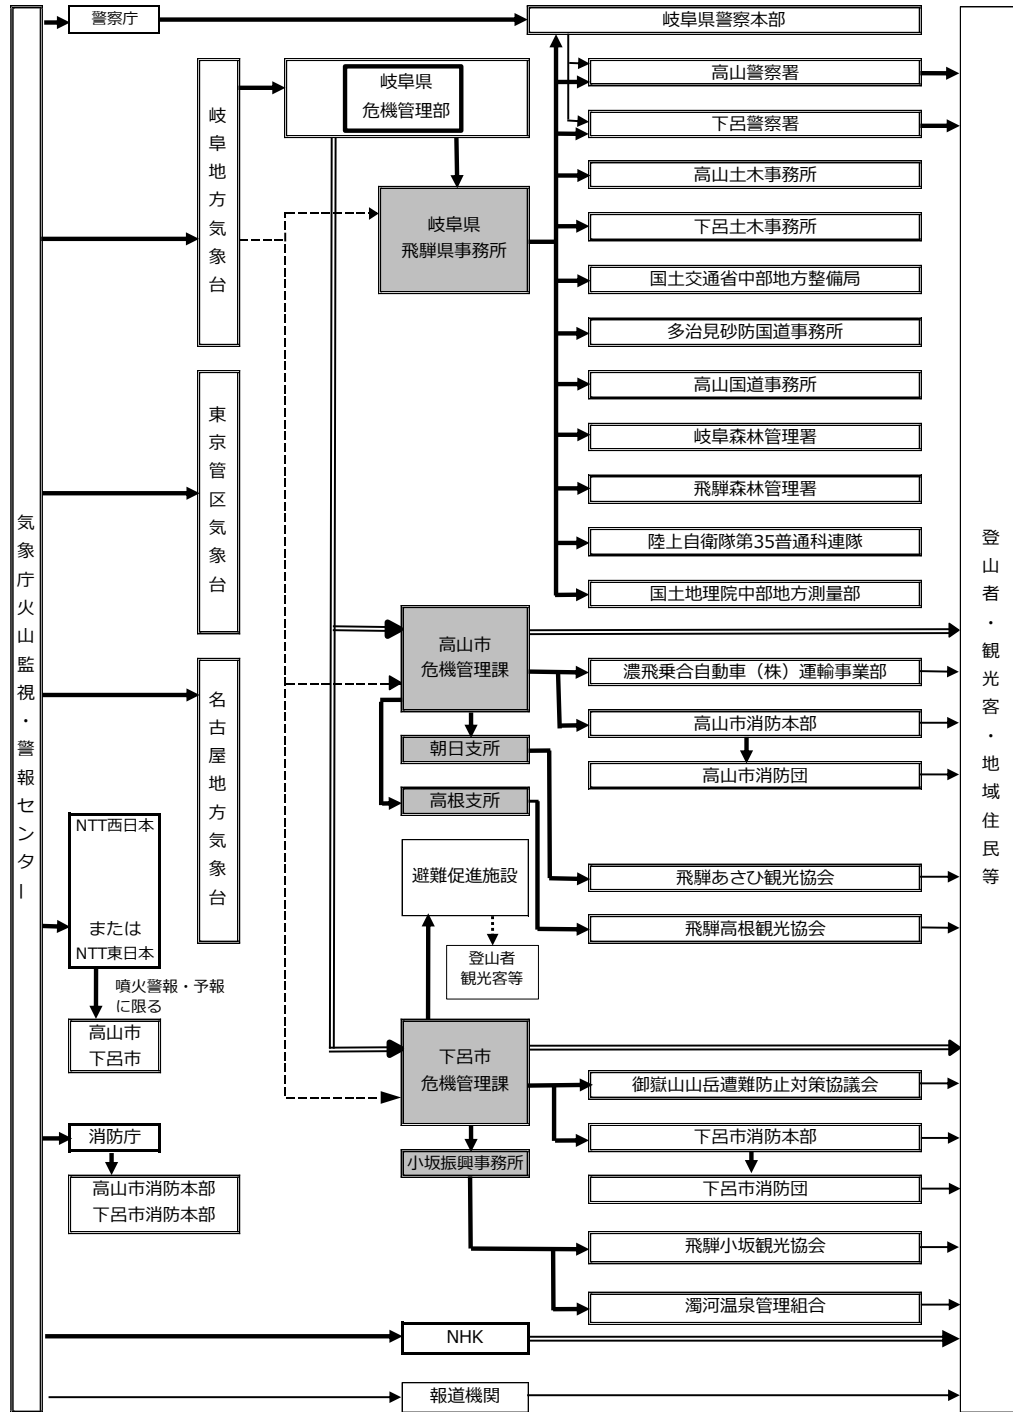 気象庁火山監視・警報センター
警察庁
岐阜県警察本部
岐阜地方気象台
岐阜県
危機管理部
高山警察署
下呂警察署
岐阜県
飛騨県事務所
高山土木事務所
下呂土木事務所
国土交通省中部地方整備局
多治見砂防国道事務所
高山国道事務所
岐阜森林管理署
飛騨森林管理署
陸上自衛隊第35普通科連隊
国土地理院中部地方測量部
東京管区気象台
名古屋地方気象台
高山市
危機管理課
濃飛乗合自動車（株）運輸事業部
高山市消防本部
高山市消防団
朝日支所
高根支所
飛騨あさひ観光協会
飛騨高根観光協会
避難促進施設
登山者
観光客等
NTT西日本
または
NTT東日本
噴火警報・予報
に限る
高山市
下呂市
下呂市
危機管理課
御嶽山山岳遭難防止対策協議会
下呂市消防本部
下呂市消防団
小坂振興事務所
飛騨小坂観光協会
濁河温泉管理組合
消防庁
高山市消防本部
下呂市消防本部
NHK
報道機関
登山者・観光客・地域住民等